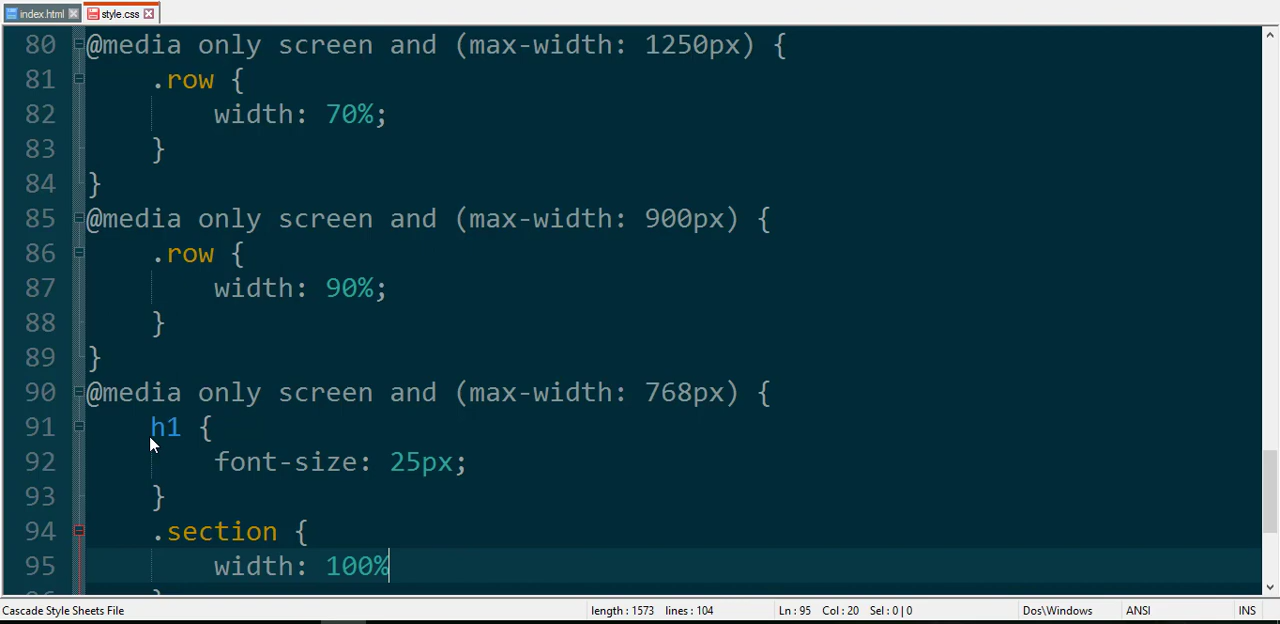 index.html style.css
80 @media only screen and (max-width: 1250px) {
81 .row {
82 width: 70%;
83 }
84 }
85 @media only screen and (max-width: 900px) {
86 .row {
87 width: 90%;
88 }
89 }
90 @media only screen and (max-width: 768px) {
91 h1 {
92 font-size: 25px;
93 }
94 .section {
95 width: 100%
96 }
Cascade Style Sheets File length : 1573 lines : 104 Ln : 95 Col : 20 Sel : 0 | 0 Dos\Windows ANSI INS